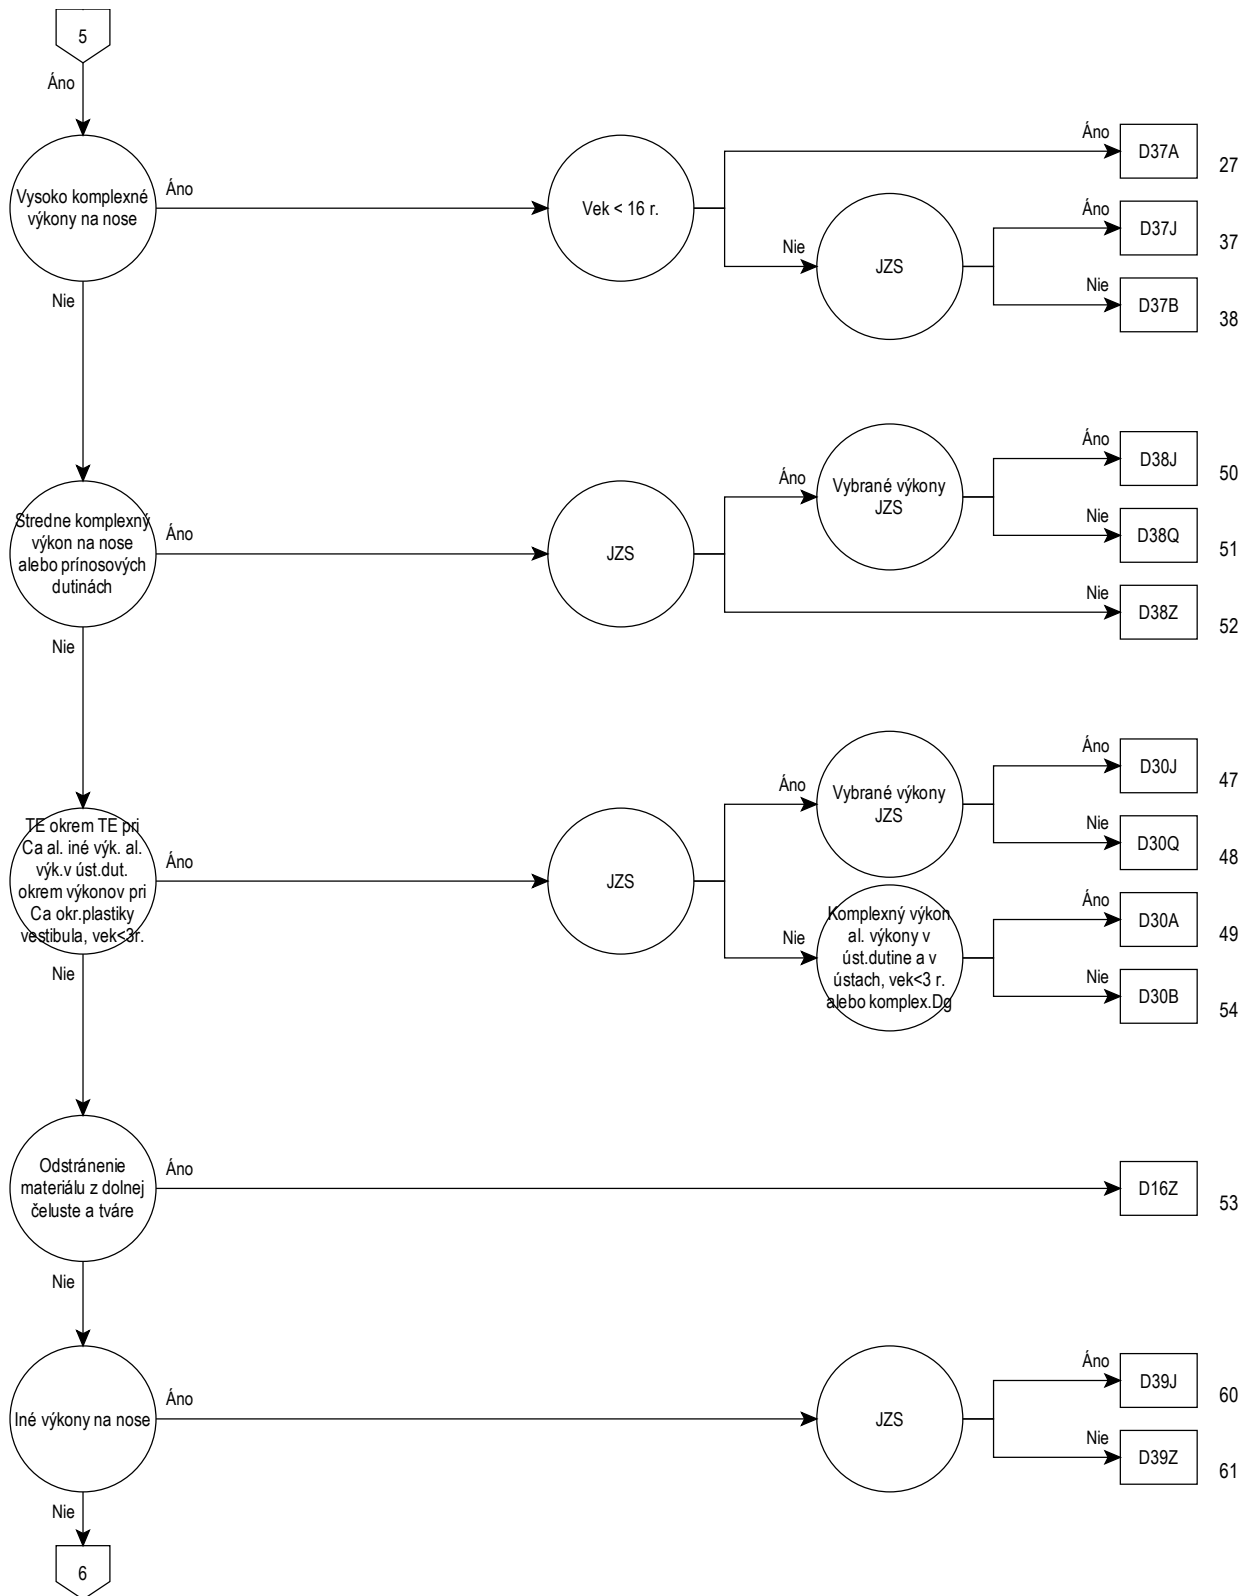 5
Áno
Vysoko komplexné
výkony na nose
Áno
Vek < 16 r.
Áno
D37A
27
Nie
JZS
Áno
D37J
37
Nie
D37B
38
Nie
Stredne komplexný
výkon na nose
alebo prínosových
dutinách
Áno
JZS
Áno
Vybrané výkony
JZS
Áno
D38J
50
Nie
D38Q
51
Nie
D38Z
52
Nie
TE okrem TE pri
Ca al. iné výk. al.
výk.v úst.dut.
okrem výkonov pri
Ca okr.plastiky
vestibula, vek<3r.
Áno
JZS
Áno
Vybrané výkony
JZS
Áno
D30J
47
Nie
D30Q
48
Nie
Komplexný výkon
al. výkony v
úst.dutine a v
ústach, vek<3 r.
alebo komplex.Dg
Áno
D30A
49
Nie
D30B
54
Nie
Odstránenie
materiálu z dolnej
čeluste a tváre
Áno
D16Z
53
Nie
Iné výkony na nose
Áno
JZS
Áno
D39J
60
Nie
D39Z
61
Nie
6